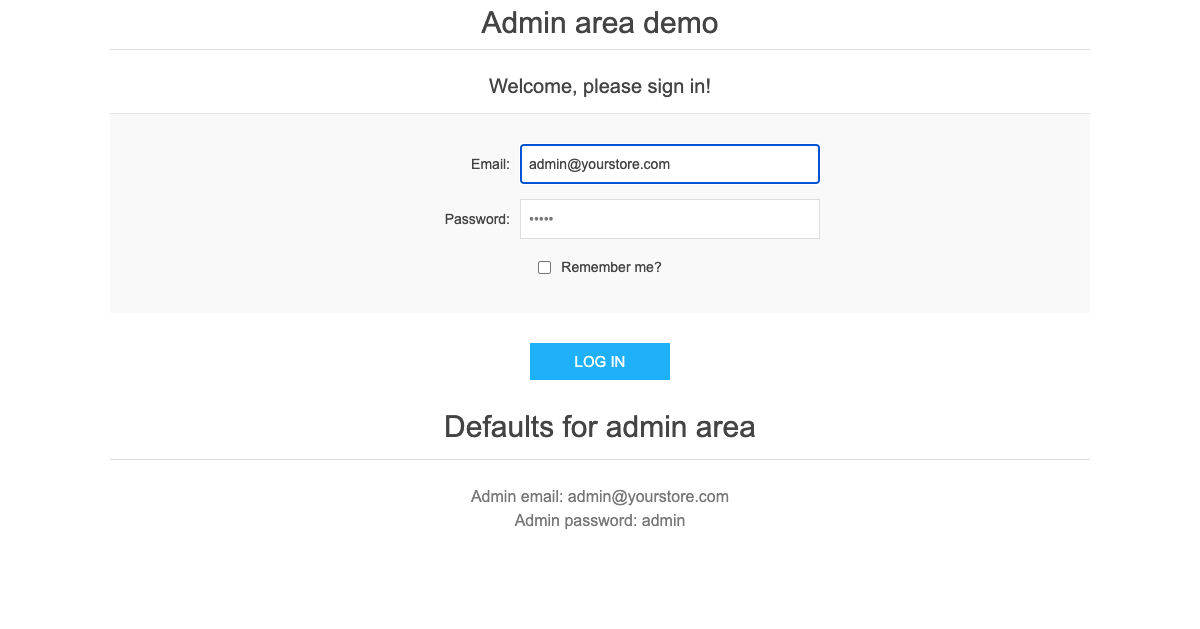 Admin area demo
Welcome, please sign in!
Email: admin@yourstore.com
Password: •••••
Remember me?
LOG IN
Defaults for admin area
Admin email: admin@yourstore.com
Admin password: admin